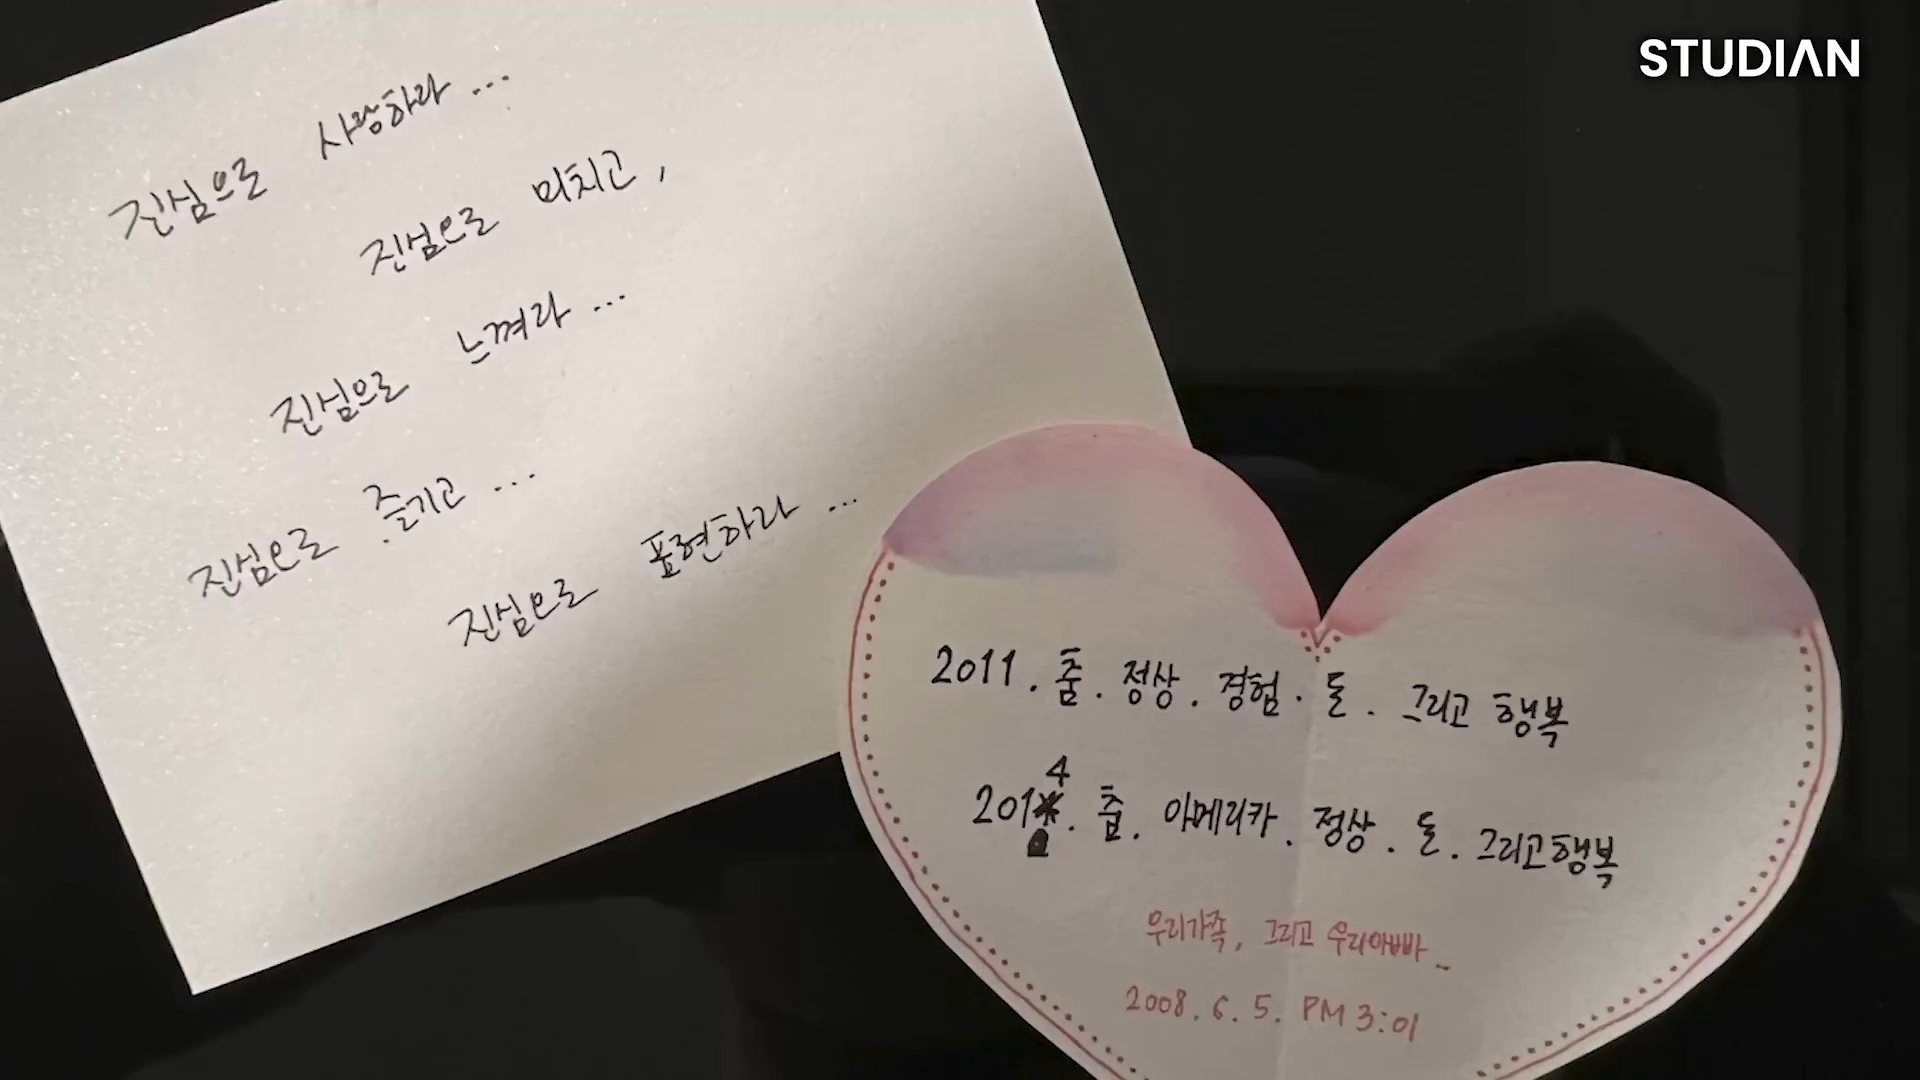 STUDIAN
진심으로 사랑하라 ...
진심으로 미치고,
진심으로 느껴라 ...
진심으로 즐기고 ...
진심으로 표현하라 ...
2011. 춤. 정상. 경험. 돈. 그리고 행복
4
201. 춤. 아메리카. 정상. 돈. 그리고행복
우리가족, 그리고 우리아빠
2008. 6. 5. PM 3:01